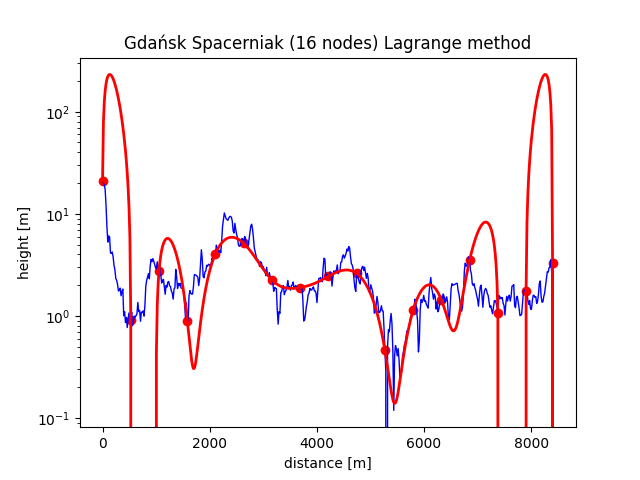 Gdańsk Spacerniak (16 nodes) Lagrange method
height [m]
10²
10¹
10⁰
10⁻¹
0 2000 4000 6000 8000
distance [m]